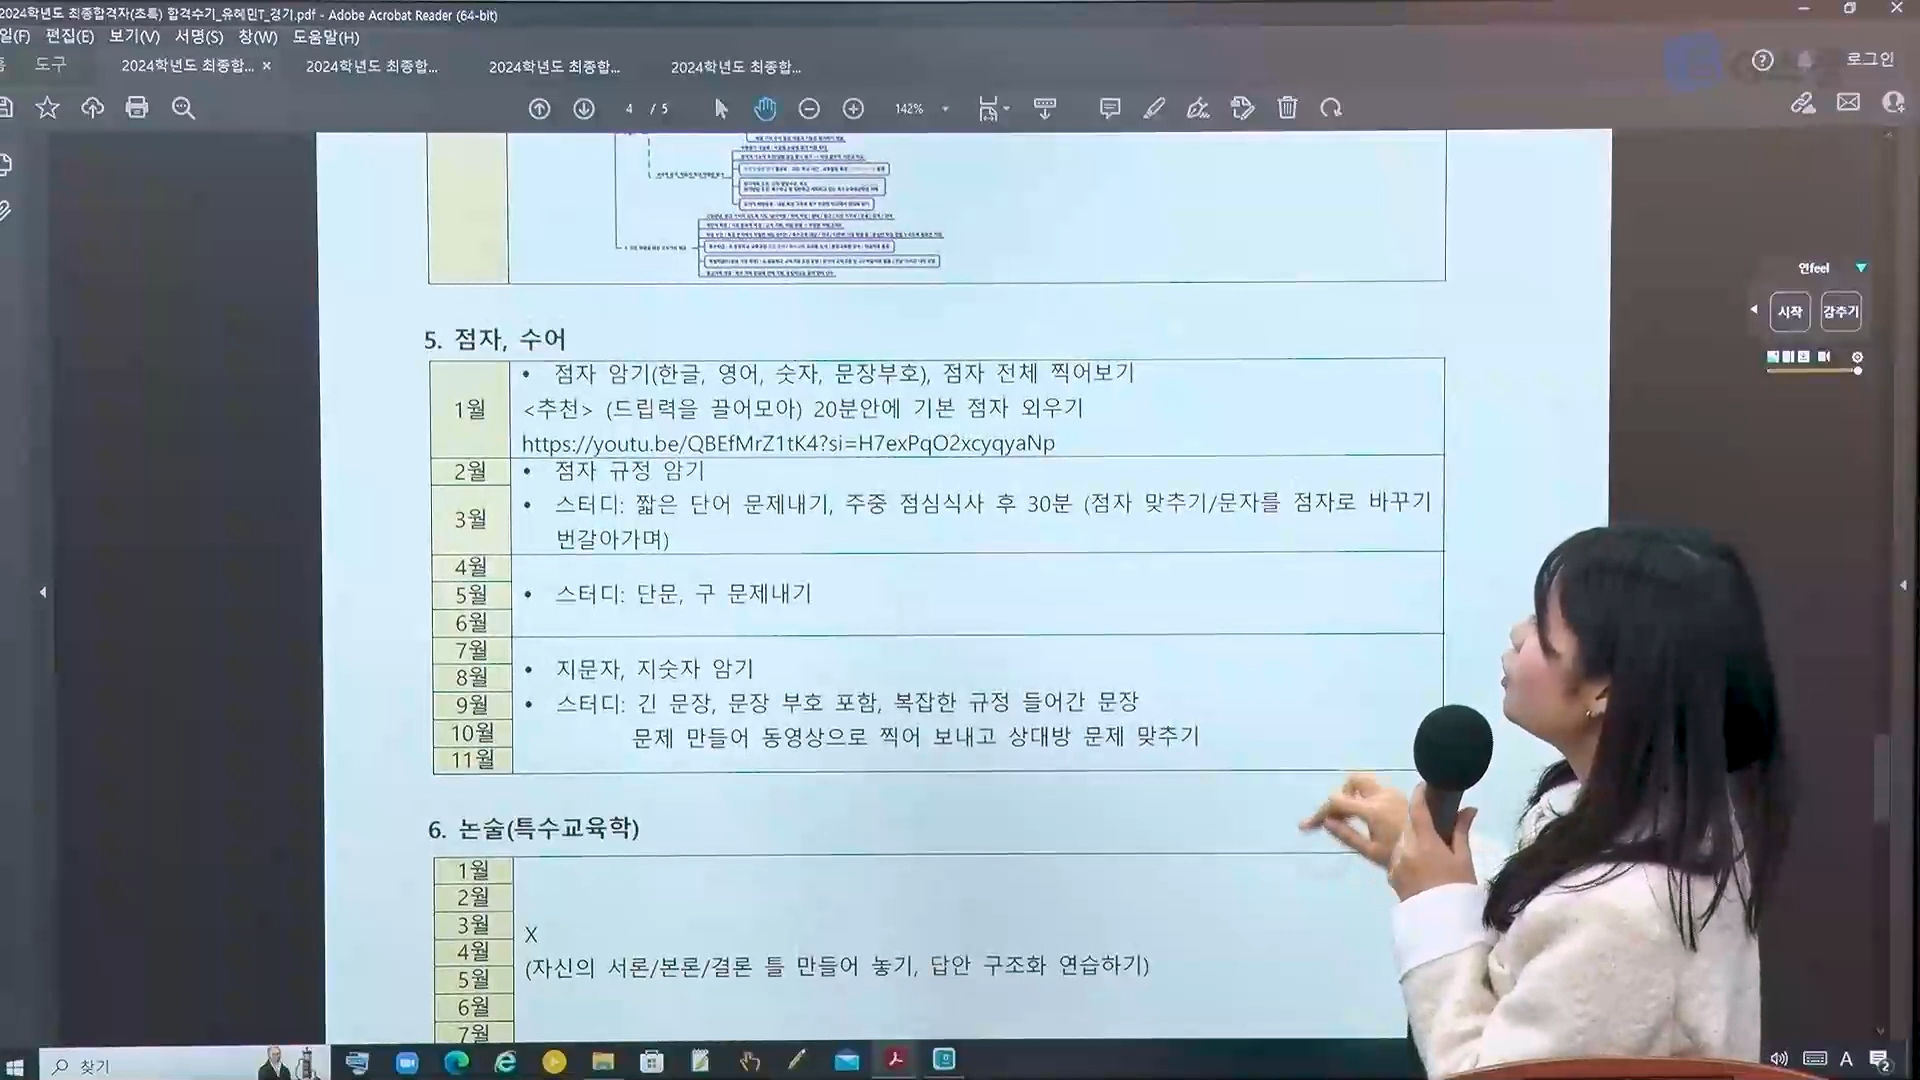 2024학년도 최종합격자(초특) 합격수기_유혜민T_경기.pdf - Adobe Acrobat Reader (64-bit)
일(F) 편집(E) 보기(V) 서명(S) 창(W) 도움말(H)
홈 도구 2024학년도 최종합... × 2024학년도 최종합... 2024학년도 최종합... 2024학년도 최종합... 로그인
4 / 5 142%
5. 점자, 수어
1월
• 점자 암기(한글, 영어, 숫자, 문장부호), 점자 전체 찍어보기
<추천> (드립력을 끌어모아) 20분안에 기본 점자 외우기
https://youtu.be/QBEfMrZ1tK4?si=H7exPqO2xcyqyaNp
2월
• 점자 규정 암기
3월
• 스터디: 짧은 단어 문제내기, 주중 점심식사 후 30분 (점자 맞추기/문자를 점자로 바꾸기
번갈아가며)
4월
5월
6월
• 스터디: 단문, 구 문제내기
7월
8월
9월
10월
11월
• 지문자, 지숫자 암기
• 스터디: 긴 문장, 문장 부호 포함, 복잡한 규정 들어간 문장
문제 만들어 동영상으로 찍어 보내고 상대방 문제 맞추기
6. 논술(특수교육학)
1월
2월
3월
4월
5월
6월
7월
X
(자신의 서론/본론/결론 틀 만들어 놓기, 답안 구조화 연습하기)
인feel
시작 감추기
찾기
A
2